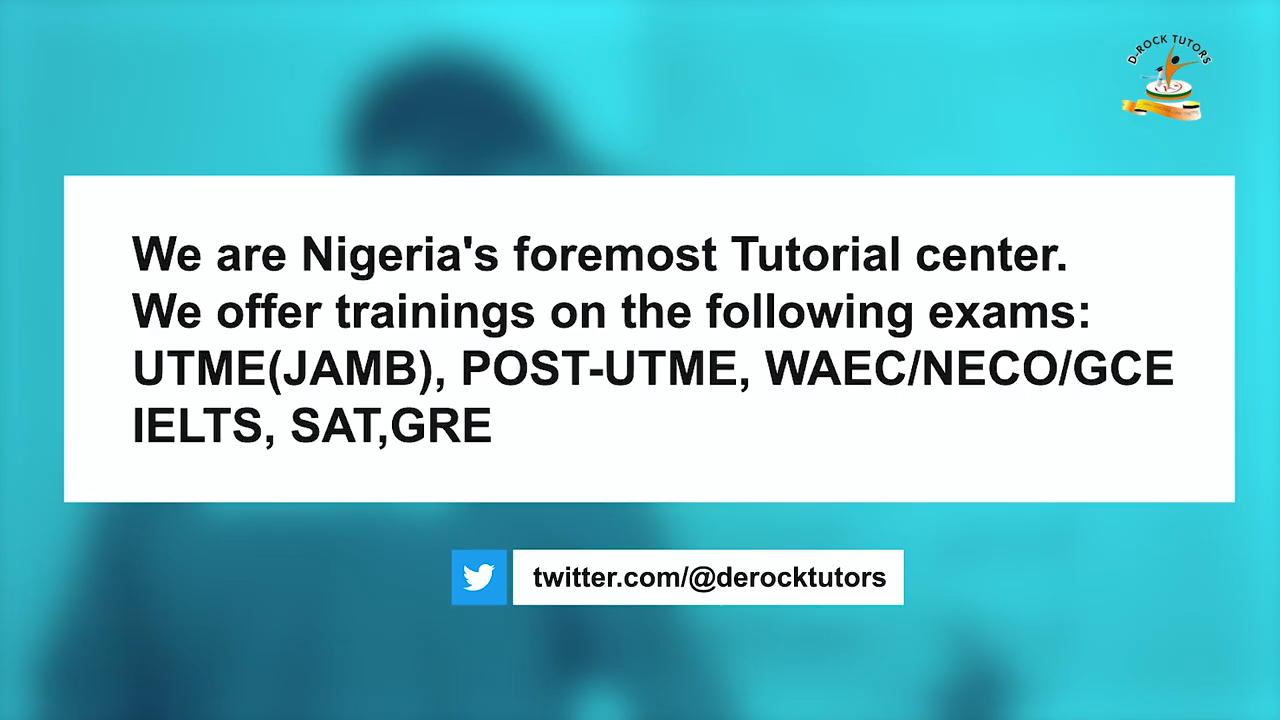 D-ROCK TUTORS
We are Nigeria's foremost Tutorial center.
We offer trainings on the following exams:
UTME(JAMB), POST-UTME, WAEC/NECO/GCE
IELTS, SAT,GRE
twitter.com/@derocktutors